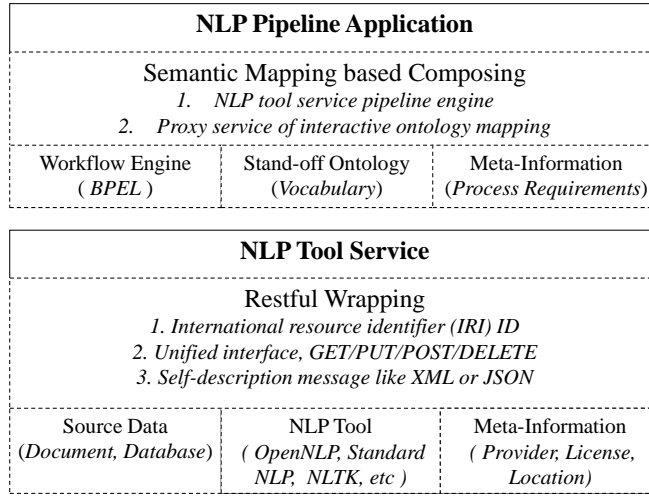 NLP Pipeline Application
Semantic Mapping based Composing
1. NLP tool service pipeline engine
2. Proxy service of interactive ontology mapping
Workflow Engine
( BPEL )
Stand-off Ontology
(Vocabulary)
Meta-Information
(Process Requirements)
NLP Tool Service
Restful Wrapping
1. International resource identifier (IRI) ID
2. Unified interface, GET/PUT/POST/DELETE
3. Self-description message like XML or JSON
Source Data
(Document, Database)
NLP Tool
( OpenNLP, Standard
NLP, NLTK, etc )
Meta-Information
( Provider, License,
Location)